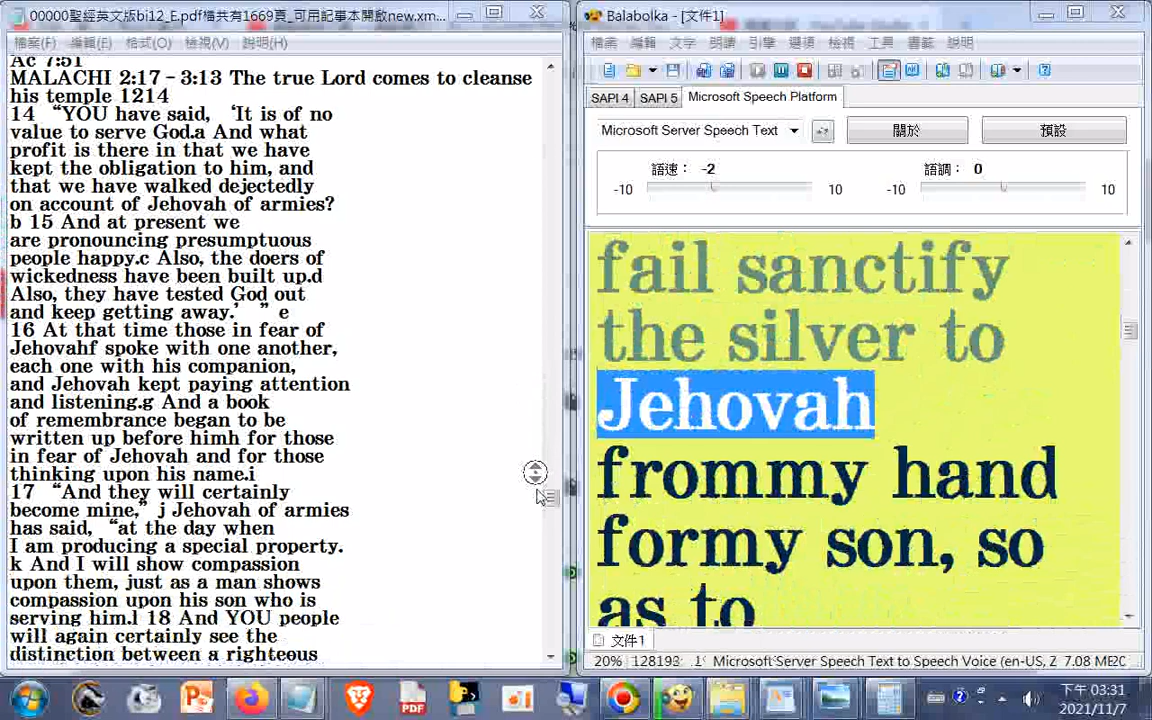 00000聖經英文版bi12_E.pdf檔共有1669頁_可用記事本開啟new.xm...
檔案(F) 編輯(E) 格式(O) 檢視(V) 說明(H)
Ac 7:51
MALACHI 2:17–3:13 The true Lord comes to cleanse
his temple 1214
14 “YOU have said, ‘It is of no
value to serve God.a And what
profit is there in that we have
kept the obligation to him, and
that we have walked dejectedly
on account of Jehovah of armies?
b 15 And at present we
are pronouncing presumptuous
people happy.c Also, the doers of
wickedness have been built up.d
Also, they have tested God out
and keep getting away.’ ” e
16 At that time those in fear of
Jehovahf spoke with one another,
each one with his companion,
and Jehovah kept paying attention
and listening.g And a book
of remembrance began to be
written up before himh for those
in fear of Jehovah and for those
thinking upon his name.i
17 “And they will certainly
become mine,” j Jehovah of armies
has said, “at the day when
I am producing a special property.
k And I will show compassion
upon them, just as a man shows
compassion upon his son who is
serving him.l 18 And YOU people
will again certainly see the
distinction between a righteous
Balabolka - [文件1]
檔案 編輯 文字 朗讀 引擎 選項 檢視 工具 書籤 說明
SAPI 4 SAPI 5 Microsoft Speech Platform
Microsoft Server Speech Text 關於 預設
語速： -2 語調： 0
-10 10 -10 10
fail sanctify
the silver to
Jehovah
frommy hand
formy son, so
as to
文件1
20% Microsoft Server Speech Text to Speech Voice (en-US, Z
下午 03:31
2021/11/7